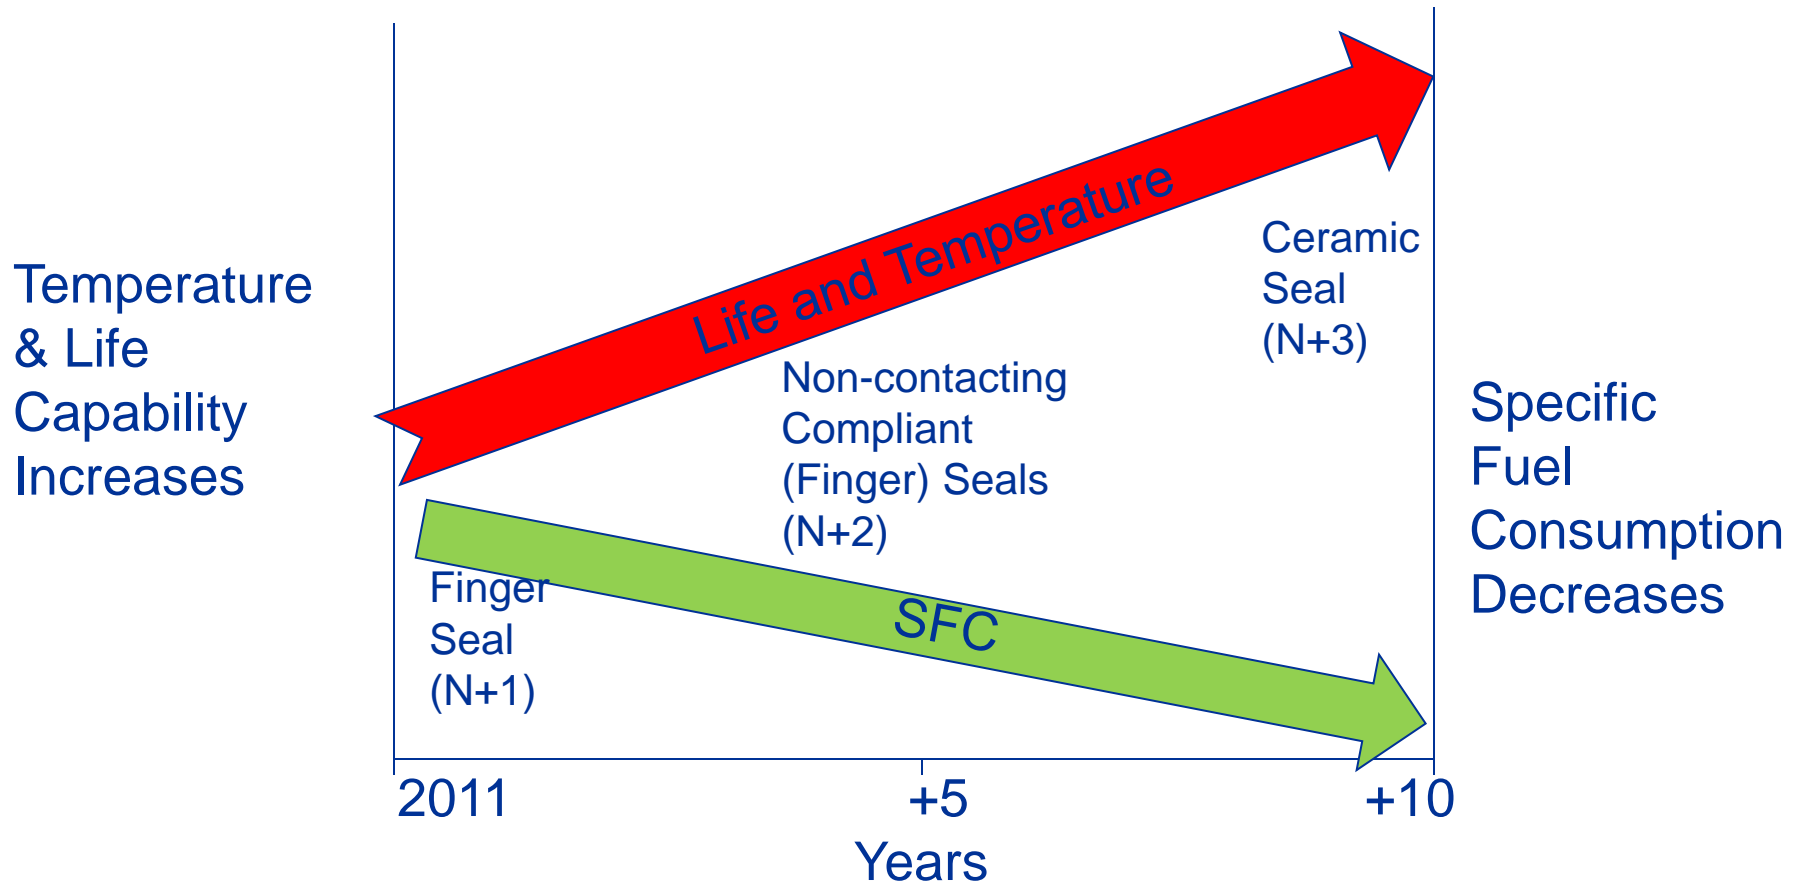 Temperature
& Life
Capability
Increases
Life and Temperature
Ceramic
Seal
(N+3)
Non-contacting
Compliant
(Finger) Seals
(N+2)
Finger
Seal
(N+1)
SFC
Specific
Fuel
Consumption
Decreases
2011
+5
+10
Years